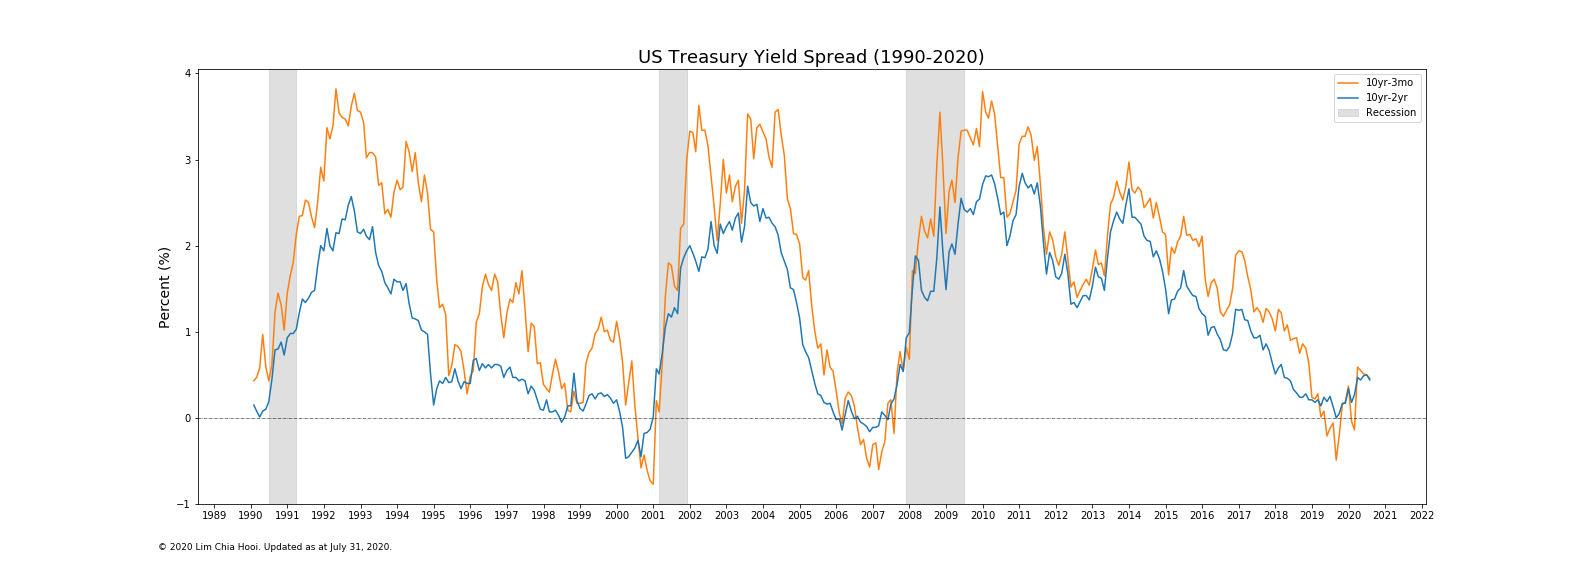 US Treasury Yield Spread (1990-2020)
4
3
2
1
0
−1
Percent (%)
10yr-3mo
10yr-2yr
Recession
1989 1990 1991 1992 1993 1994 1995 1996 1997 1998 1999 2000 2001 2002 2003 2004 2005 2006 2007 2008 2009 2010 2011 2012 2013 2014 2015 2016 2017 2018 2019 2020 2021 2022
© 2020 Lim Chia Hooi. Updated as at July 31, 2020.